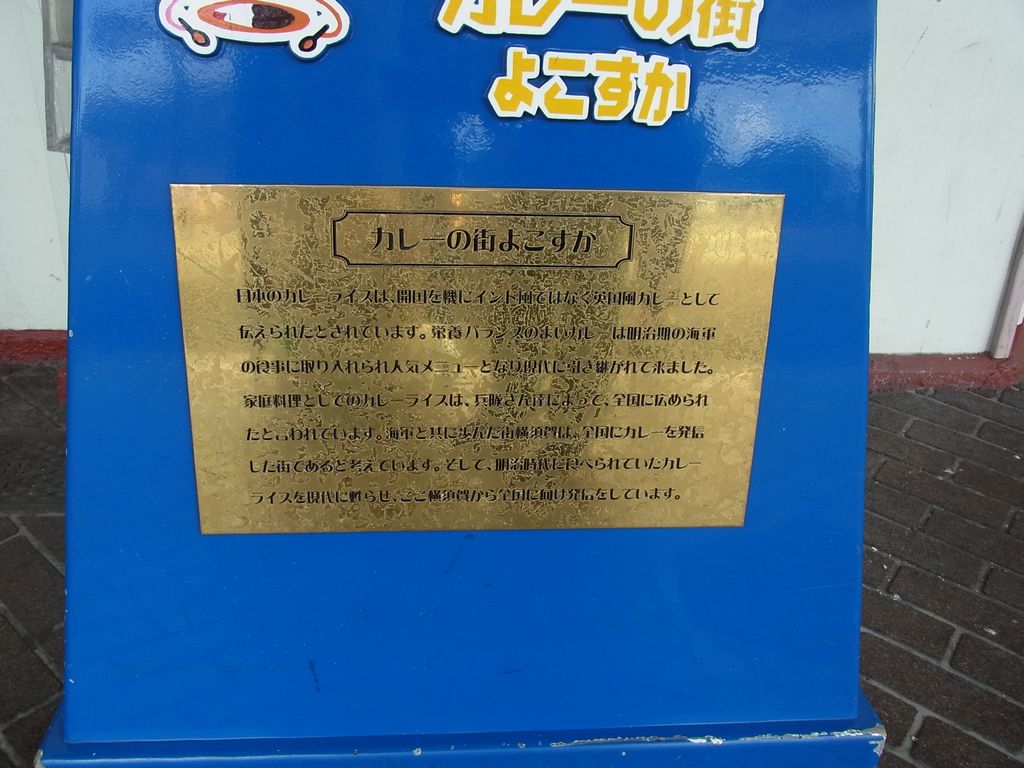 カレーの街
よこすか
カレーの街よこすか
日本のカレーライスは、開国を機にインド風ではなく英国風カレーとして
伝えられたとされています。栄養バランスのよいカレーは明治期の海軍
の食事に取り入れられ人気メニューとなり現代に引き継がれて来ました。
家庭料理としてのカレーライスは、兵隊さん達によって、全国に広められ
たと言われています。海軍と共に歩んだ街横須賀は、全国にカレーを発信
した街であると考えています。そして、明治時代に食べられていたカレー
ライスを現代に甦らせ、ここ横須賀から全国に向け発信をしています。